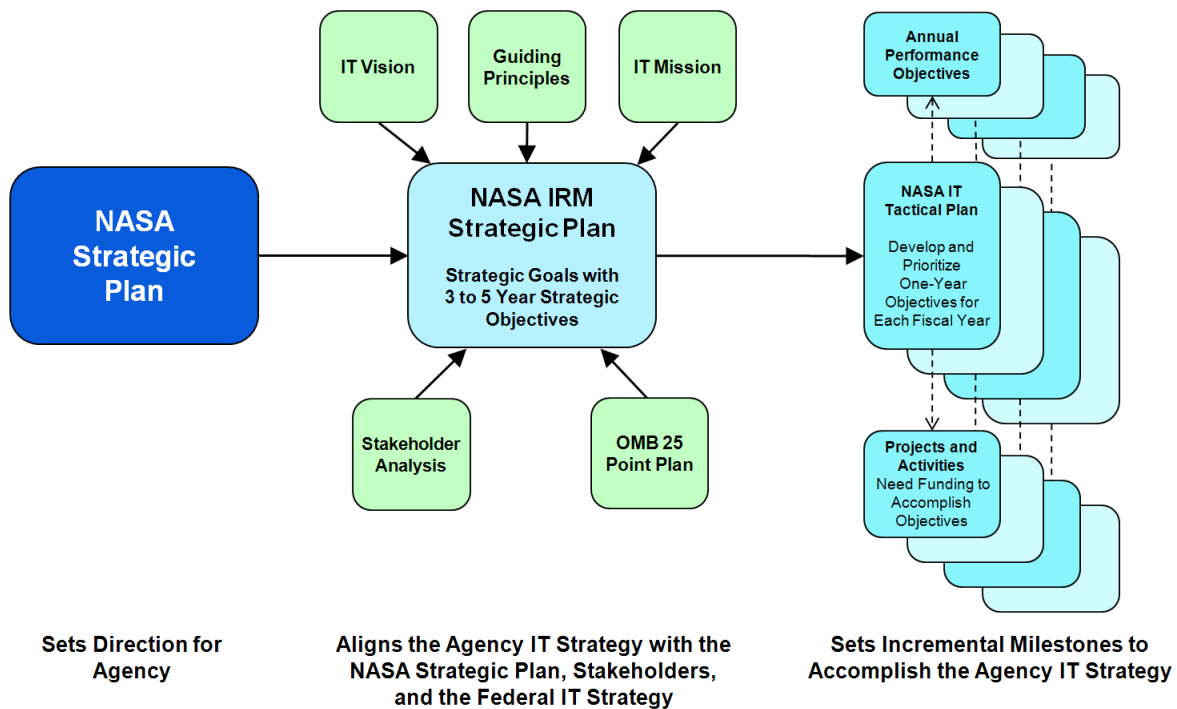 IT Vision
Guiding
Principles
IT Mission
Annual
Performance
Objectives
NASA
Strategic
Plan
NASA IRM
Strategic Plan
Strategic Goals with
3 to 5 Year Strategic
Objectives
NASA IT
Tactical Plan
Develop and
Prioritize
One-Year
Objectives for
Each Fiscal Year
Stakeholder
Analysis
OMB 25
Point Plan
Projects and
Activities
Need Funding to
Accomplish
Objectives
Sets Direction for
Agency
Aligns the Agency IT Strategy with the
NASA Strategic Plan, Stakeholders,
and the Federal IT Strategy
Sets Incremental Milestones to
Accomplish the Agency IT Strategy